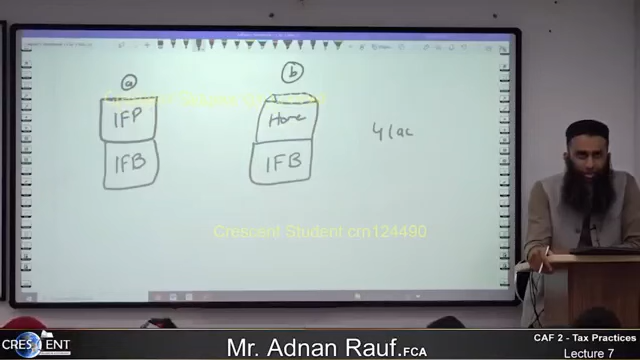 a
b
IFP
Home
IFB
IFB
4 lac
Crescent Student crn124490
CRESCENT
Mr. Adnan Rauf.FCA
CAF 2 - Tax Practices
Lecture 7